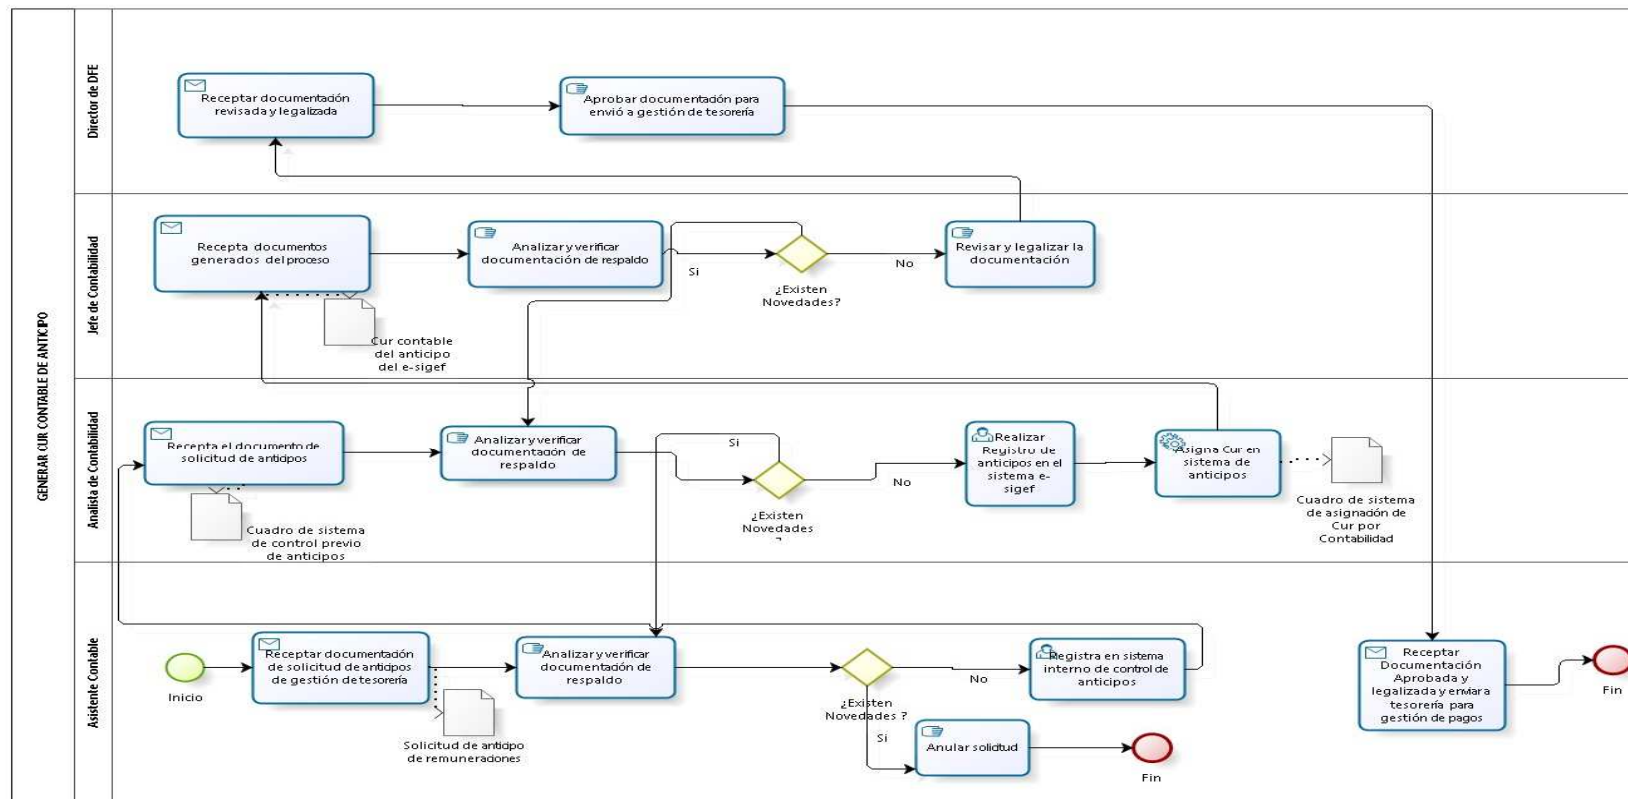 GENERAR CUR CONTABLE DE ANTICIPO
Director de DFE
Receptar documentación
revisada y legalizada
Aprobar documentación para
envió a gestión de tesorería
Jefe de Contabilidad
Recepta documentos
generados del proceso
Cur contable
del anticipo
del e-sigef
Analizar y verificar
documentación de respaldo
Si
¿Existen
Novedades?
No
Revisar y legalizar la
documentación
Analista de Contabilidad
Recepta el documento de
solicitud de anticipos
Cuadro de sistema
de control previo
de anticipos
Analizar y verificar
documentación de
respaldo
Si
¿Existen
Novedades
?
No
Realizar
Registro de
anticipos en el
sistema e-
sigef
Asigna Cur en
sistema de
anticipos
Cuadro de sistema
de asignación de
Cur por
Contabilidad
Asistente Contable
Inicio
Receptar documentación
de solicitud de anticipos
de gestión de tesorería
Solicitud de anticipo
de remuneraciones
Analizar y verificar
documentación de
respaldo
¿Existen
Novedades ?
No
Si
Registra en sistema
interno de control de
anticipos
Anular solicitud
Fin
Receptar
Documentación
Aprobada y
legalizada y enviar a
tesorería para
gestión de pagos
Fin